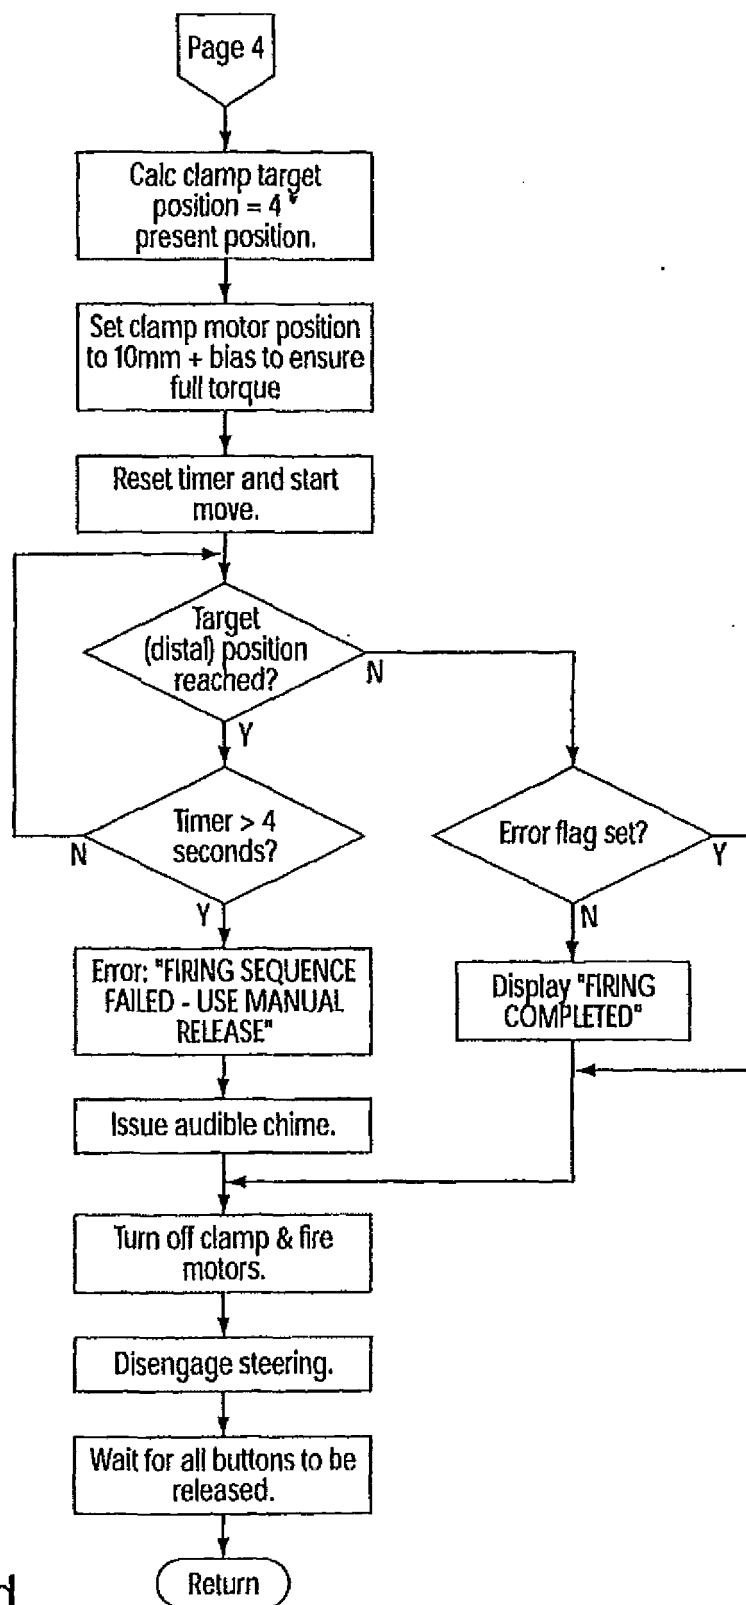 Page 4
Calc clamp target
position = 4 *
present position.
Set clamp motor position
to 10mm + bias to ensure
full torque
Reset timer and start
move.
Target
(distal) position
reached?
N
Y
Timer > 4
seconds?
N
Y
Error flag set?
Y
N
Error: "FIRING SEQUENCE
FAILED - USE MANUAL
RELEASE"
Display "FIRING
COMPLETED"
Issue audible chime.
Turn off clamp & fire
motors.
Disengage steering.
Wait for all buttons to be
released.
Return